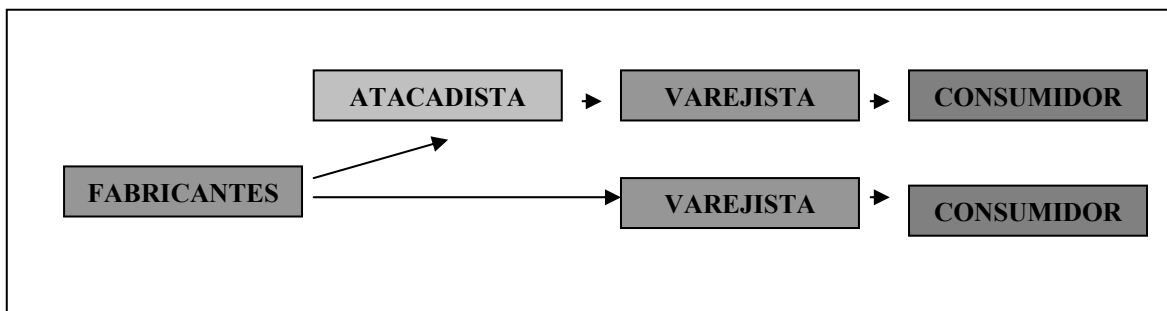 ATACADISTA
VAREJISTA
CONSUMIDOR
FABRICANTES
VAREJISTA
CONSUMIDOR